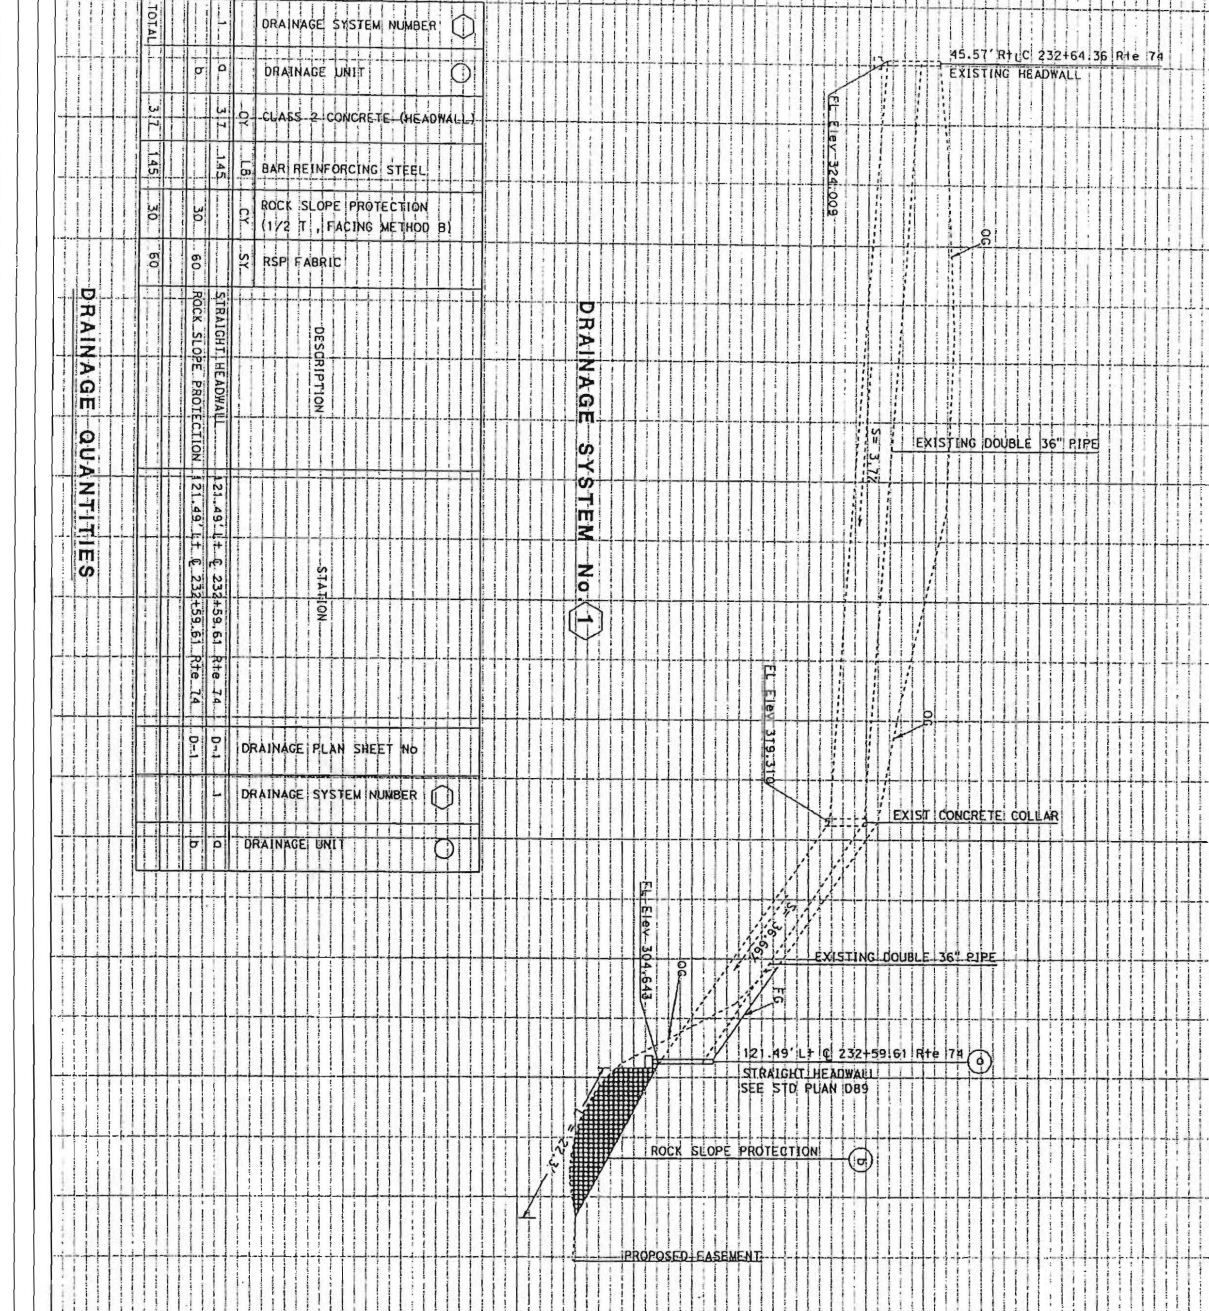 DRAINAGE SYSTEM NUMBER
DRAINAGE UNIT
CY CLASS 2 CONCRETE (HEADWALL)
LB BAR REINFORCING STEEL
CY ROCK SLOPE PROTECTION
(1/2 T , FACING METHOD B)
SY RSP FABRIC
DESCRIPTION
STATION
DRAINAGE PLAN SHEET No
DRAINAGE SYSTEM NUMBER
DRAINAGE UNIT
1 a 3.7 145 STRAIGHT HEADWALL 121.49' Lt ℄ 232+59.61 Rte 74 D-1 1 a
b 30 60 ROCK SLOPE PROTECTION 121.49' Lt ℄ 232+59.61 Rte 74 D-1 b
TOTAL 3.7 145 30 60
DRAINAGE QUANTITIES
DRAINAGE SYSTEM No. 1
45.57' Rt ℄ 232+64.36 Rte 74
EXISTING HEADWALL
FL Elev 324.009
OG
S= 3.7%
EXISTING DOUBLE 36" PIPE
FL Elev 319.310
OG
EXIST CONCRETE COLLAR
FL Elev 304.643
S= 36.66%
OG
EXISTING DOUBLE 36" PIPE
FG
121.49' Lt ℄ 232+59.61 Rte 74 a
STRAIGHT HEADWALL
SEE STD PLAN D89
L = 22.3'
ROCK SLOPE PROTECTION b
PROPOSED EASEMENT